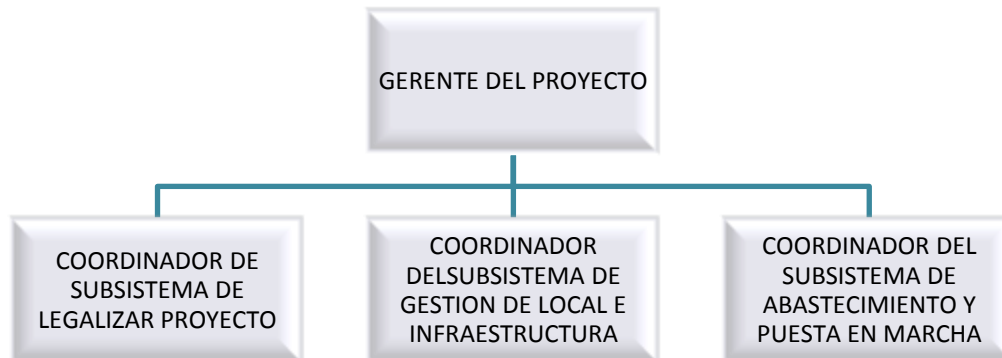 GERENTE DEL PROYECTO
COORDINADOR DE
SUBSISTEMA DE
LEGALIZAR PROYECTO
COORDINADOR
DELSUBSISTEMA DE
GESTION DE LOCAL E
INFRAESTRUCTURA
COORDINADOR DEL
SUBSISTEMA DE
ABASTECIMIENTO Y
PUESTA EN MARCHA